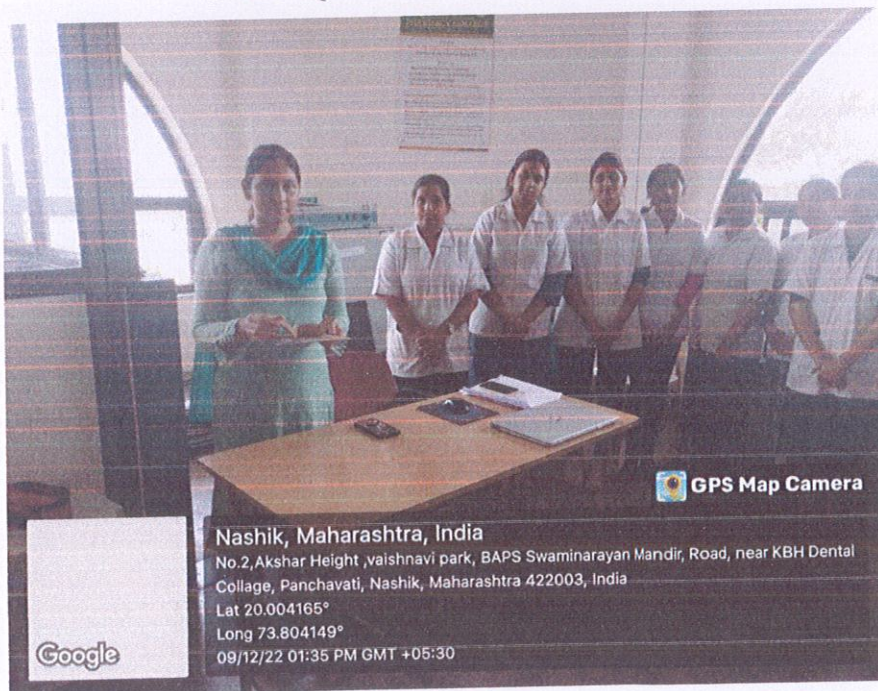 GPS Map Camera
Nashik, Maharashtra, India
No.2,Akshar Height ,vaishnavi park, BAPS Swaminarayan Mandir, Road, near KBH Dental
Collage, Panchavati, Nashik, Maharashtra 422003, India
Lat 20.004165°
Long 73.804149°
09/12/22 01:35 PM GMT +05:30
Google